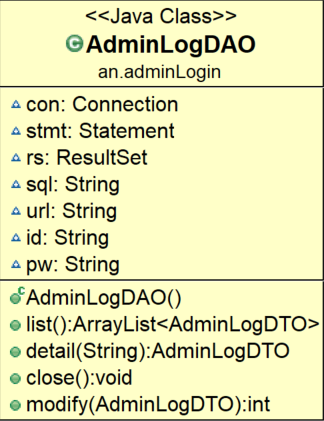 <<Java Class>>
C AdminLogDAO
an.adminLogin
con: Connection
stmt: Statement
rs: ResultSet
sql: String
url: String
id: String
pw: String
C AdminLogDAO()
list():ArrayList<AdminLogDTO>
detail(String):AdminLogDTO
close():void
modify(AdminLogDTO):int